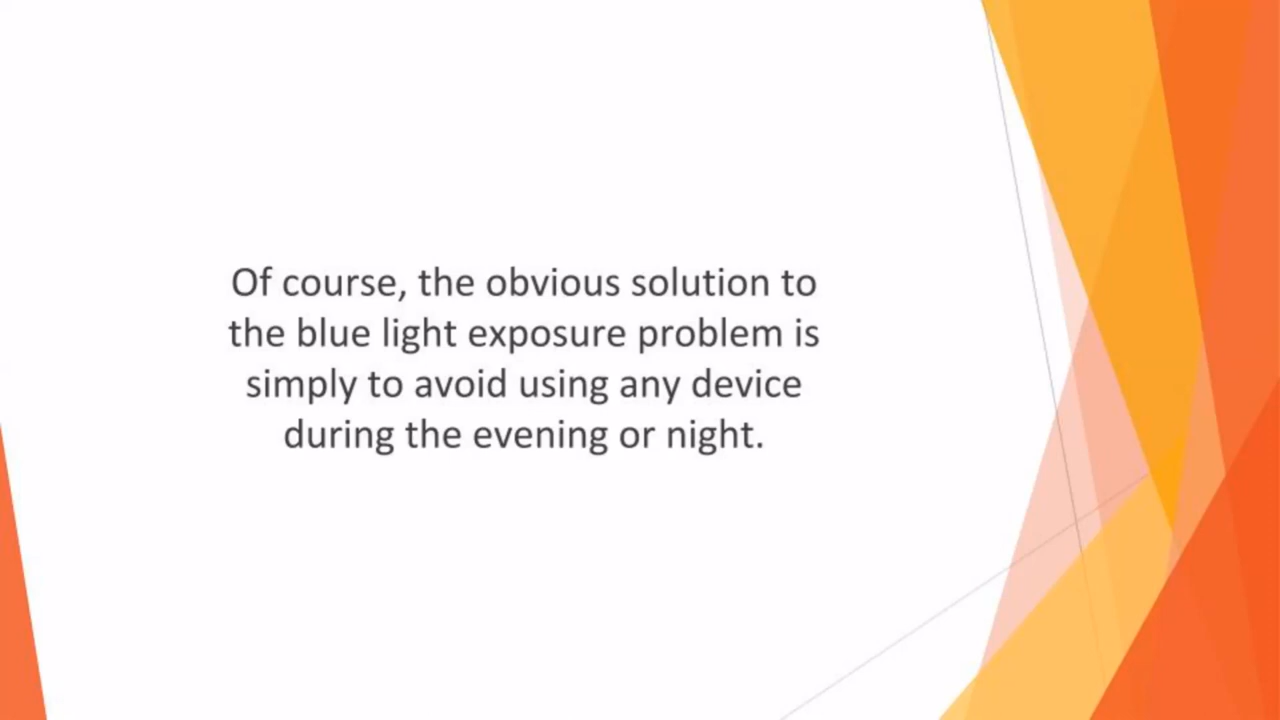 Of course, the obvious solution to
the blue light exposure problem is
simply to avoid using any device
during the evening or night.